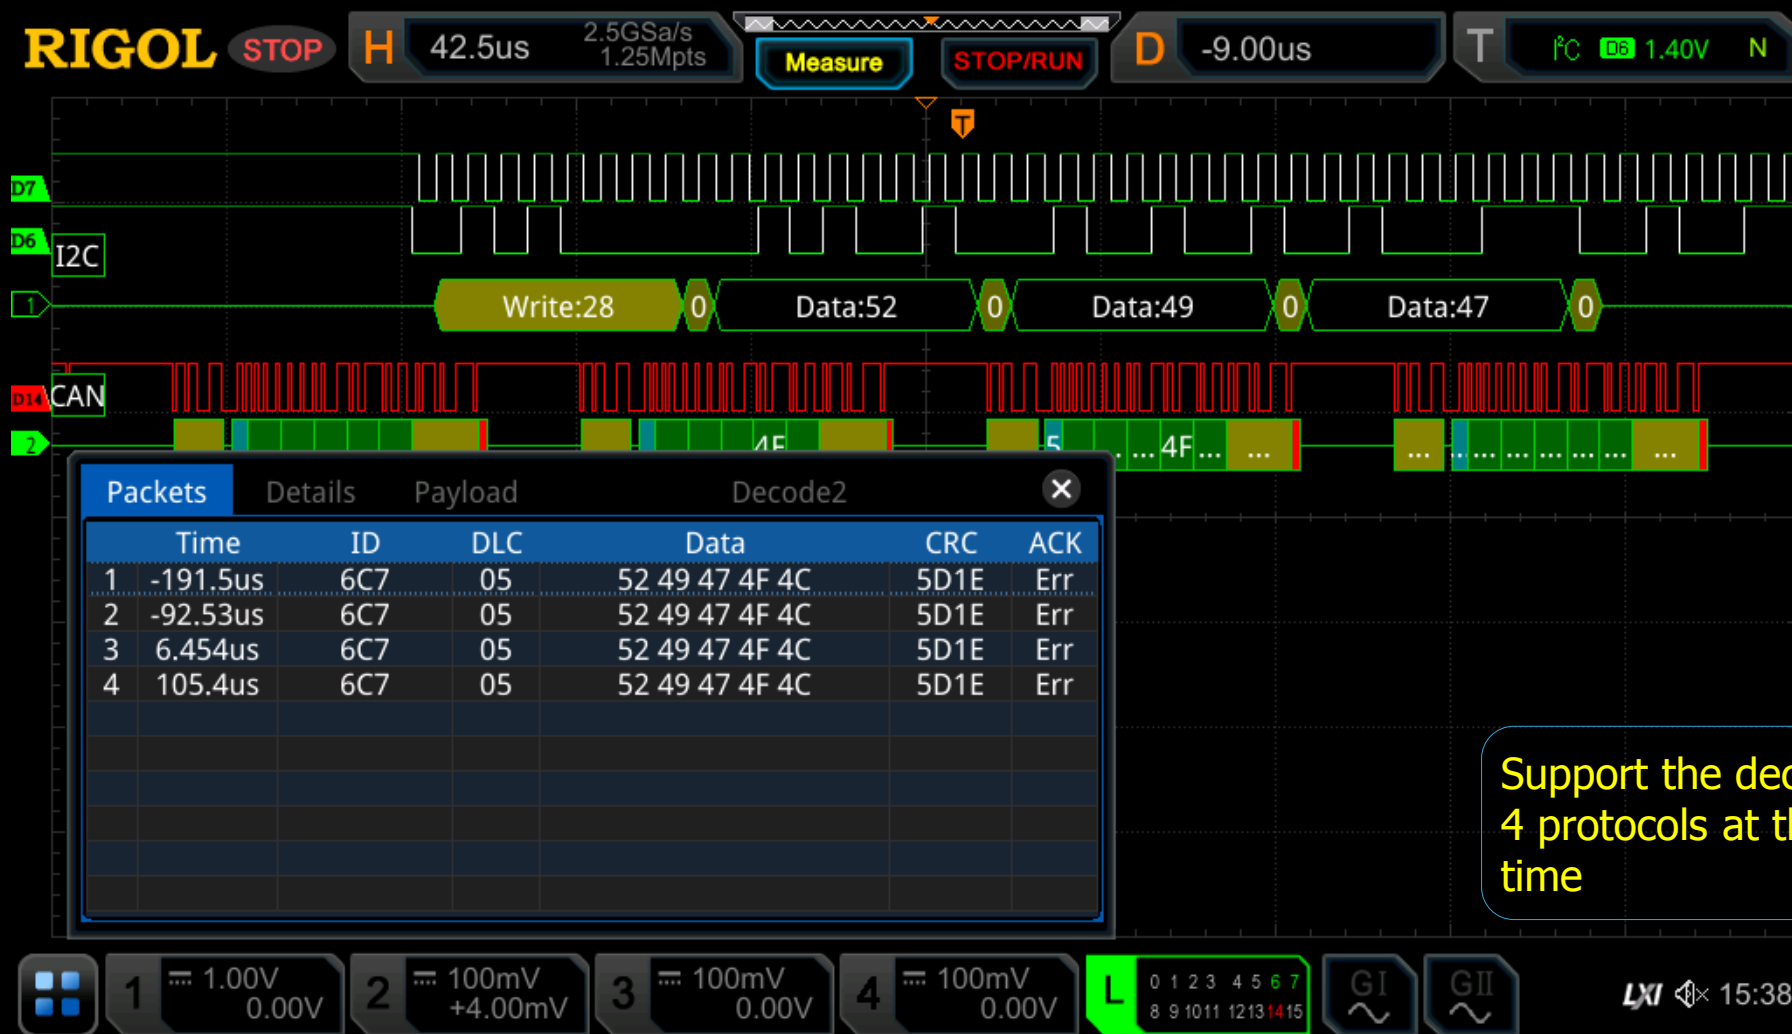 RIGOL STOP H 42.5us 2.5GSa/s 1.25Mpts Measure STOP/RUN D -9.00us T I²C D6 1.40V N
T
D7
D6 I2C
1 Write:28 0 Data:52 0 Data:49 0 Data:47 0
D14 CAN
2 4F 5 . ... 4F ... ... ... ... ... ... ... ... ...
Packets Details Payload Decode2
Time ID DLC Data CRC ACK
1 -191.5us 6C7 05 52 49 47 4F 4C 5D1E Err
2 -92.53us 6C7 05 52 49 47 4F 4C 5D1E Err
3 6.454us 6C7 05 52 49 47 4F 4C 5D1E Err
4 105.4us 6C7 05 52 49 47 4F 4C 5D1E Err
Support the dec
4 protocols at th
time
1 1.00V 0.00V 2 100mV +4.00mV 3 100mV 0.00V 4 100mV 0.00V L 0 1 2 3 4 5 6 7 GI GII LXI 15:38
8 9 10 11 12 13 14 15